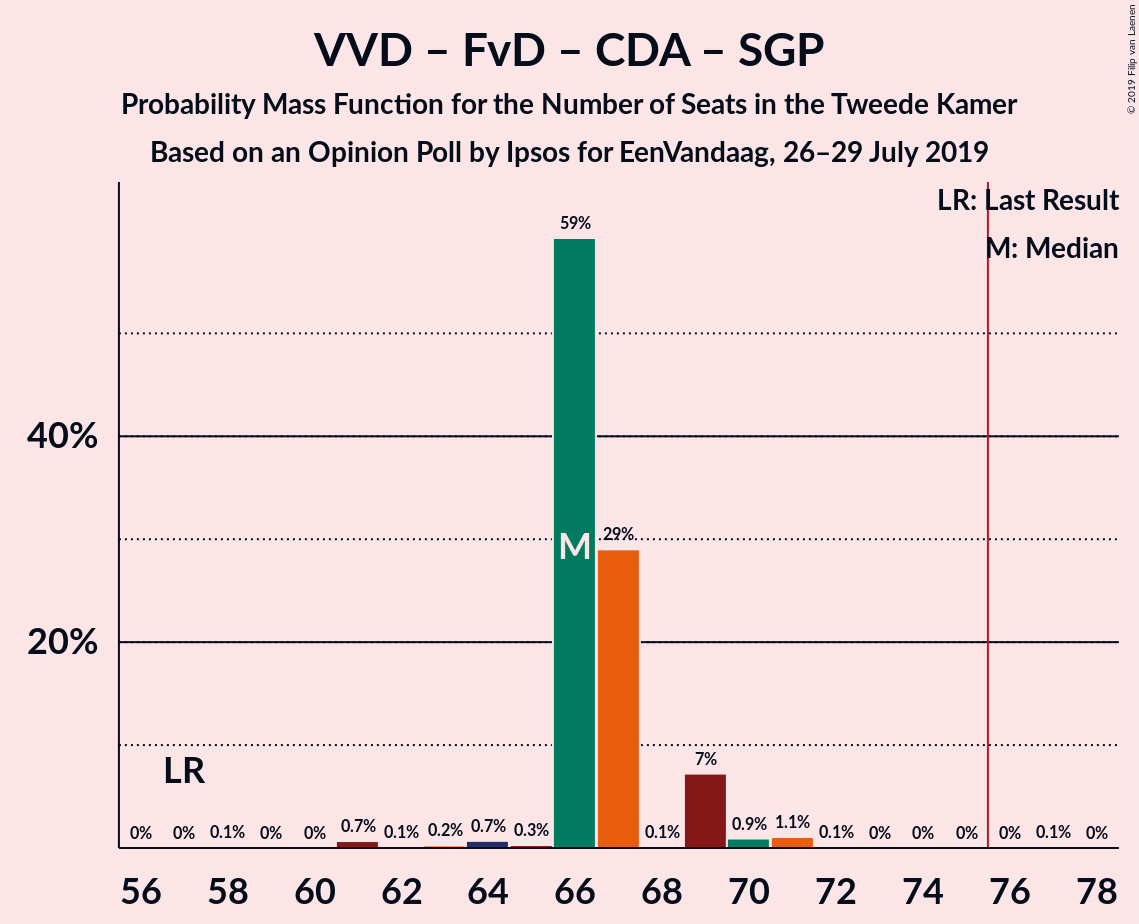 VVD – FvD – CDA – SGP
Probability Mass Function for the Number of Seats in the Tweede Kamer
Based on an Opinion Poll by Ipsos for EenVandaag, 26–29 July 2019
© 2019 Filip van Laenen
LR: Last Result
M: Median
59%
40%
M
29%
20%
LR
7%
0% 0% 0.1% 0% 0% 0.7% 0.1% 0.2% 0.7% 0.3% 0.1% 0.9% 1.1% 0.1% 0% 0% 0% 0% 0.1% 0%
56 58 60 62 64 66 68 70 72 74 76 78